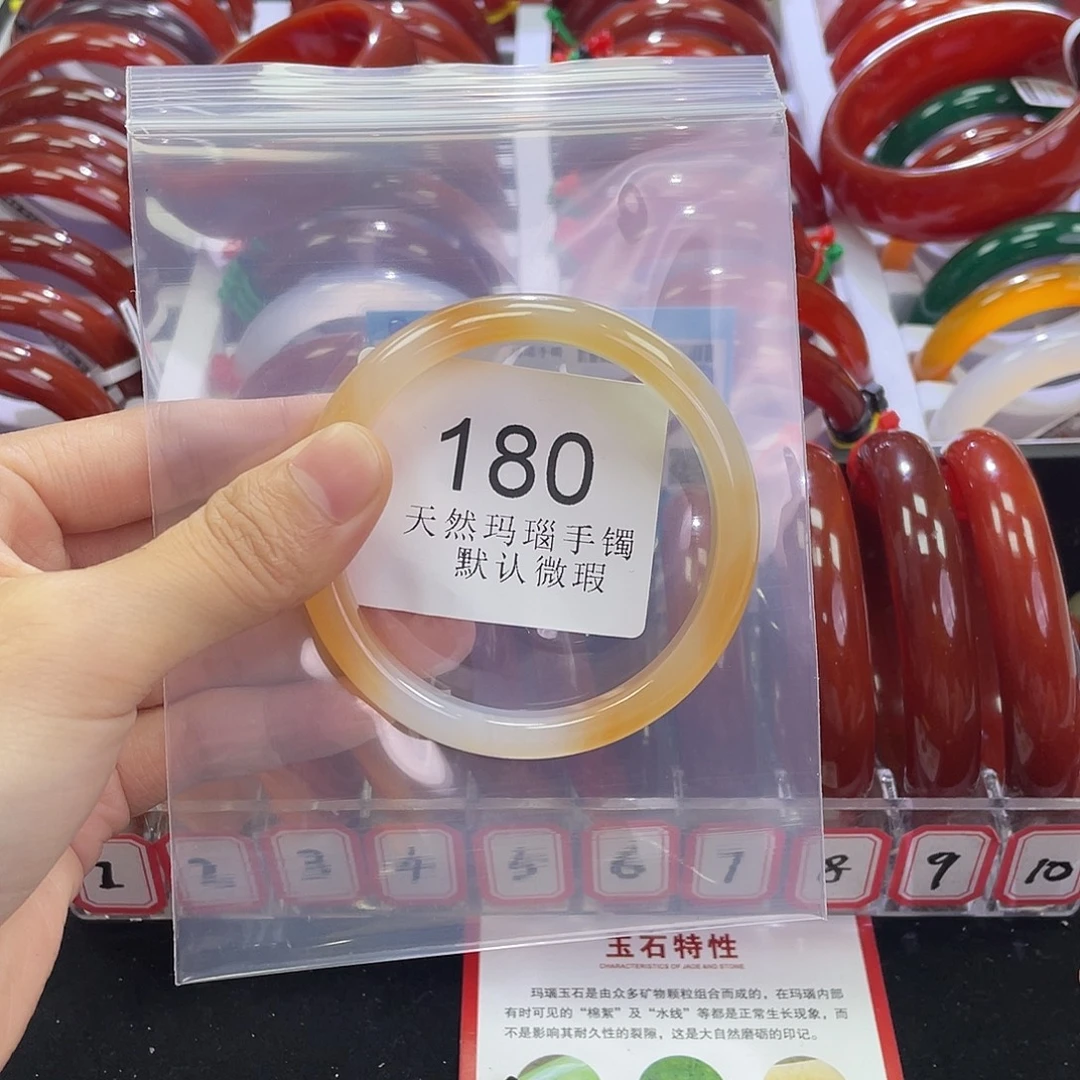 180
天然玛瑙手镯
默认微瑕
1
2
3
4
5
6
7
8
9
10
玉石特性
CHARACTERISTICS OF JADE AND STONE
玛瑙玉石是由众多矿物颗粒组合而成的，在玛瑙内部
有时可见的“棉絮”及“水线”等都是正常生长现象，而
不是影响其耐久性的裂隙，这是大自然磨砺的印记。